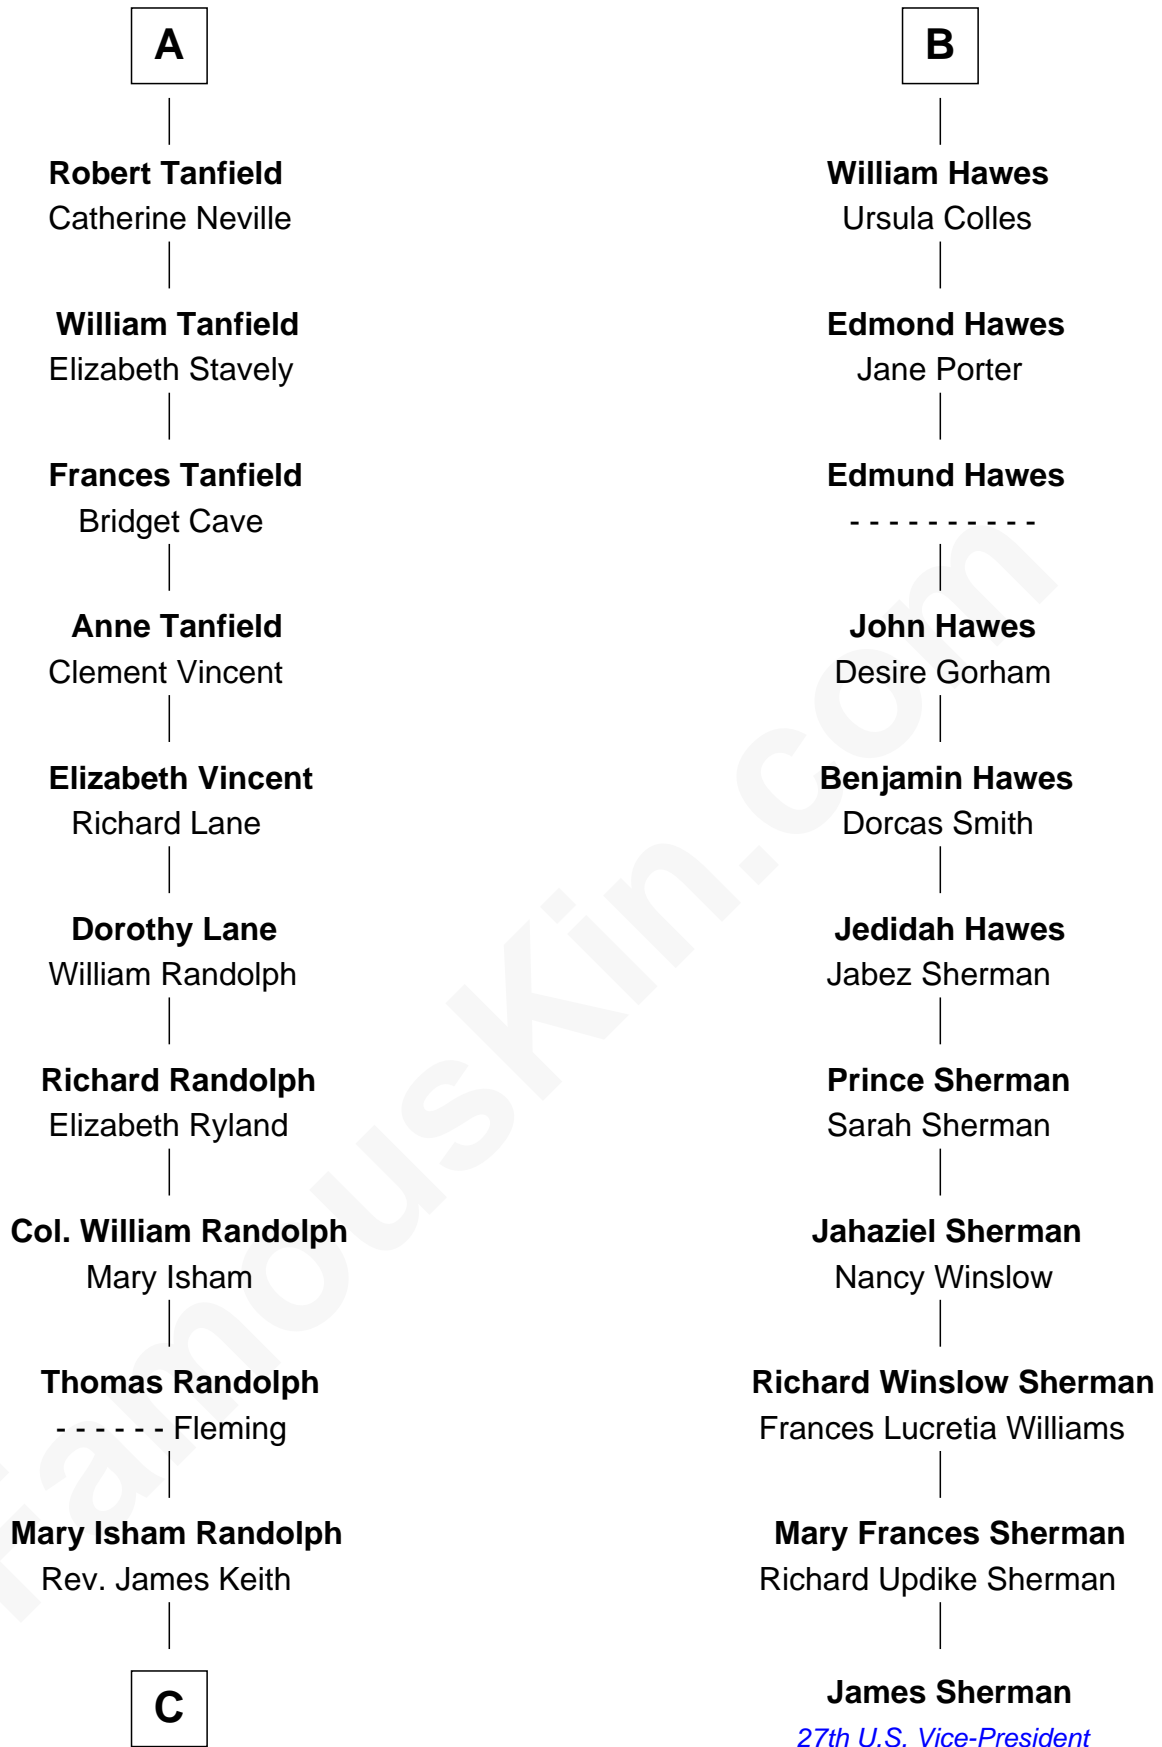 A
Robert Tanfield
Catherine Neville
William Tanfield
Elizabeth Stavely
Frances Tanfield
Bridget Cave
Anne Tanfield
Clement Vincent
Elizabeth Vincent
Richard Lane
Dorothy Lane
William Randolph
Richard Randolph
Elizabeth Ryland
Col. William Randolph
Mary Isham
Thomas Randolph
- - - - - - Fleming
Mary Isham Randolph
Rev. James Keith
C
B
William Hawes
Ursula Colles
Edmond Hawes
Jane Porter
Edmund Hawes
- - - - - - - - - -
John Hawes
Desire Gorham
Benjamin Hawes
Dorcas Smith
Jedidah Hawes
Jabez Sherman
Prince Sherman
Sarah Sherman
Jahaziel Sherman
Nancy Winslow
Richard Winslow Sherman
Frances Lucretia Williams
Mary Frances Sherman
Richard Updike Sherman
James Sherman
27th U.S. Vice-President
FamousKin.com